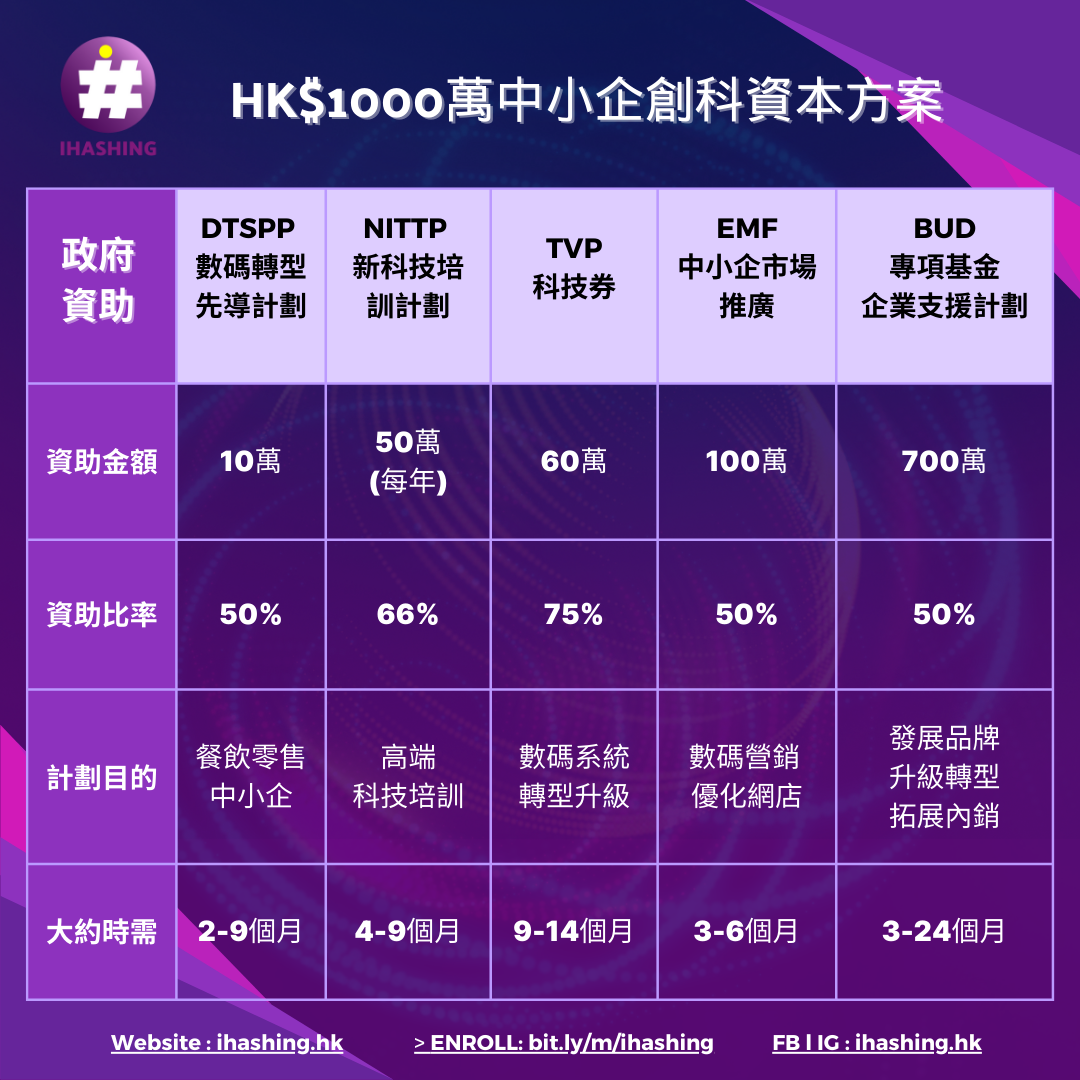 #
IHASHING
HK$1000萬中小企創科資本方案
政府
資助
DTSPP
數碼轉型
先導計劃
NITTP
新科技培
訓計劃
TVP
科技券
EMF
中小企市場
推廣
BUD
專項基金
企業支援計劃
資助金額
10萬
50萬
(每年)
60萬
100萬
700萬
資助比率
50%
66%
75%
50%
50%
計劃目的
餐飲零售
中小企
高端
科技培訓
數碼系統
轉型升級
數碼營銷
優化網店
發展品牌
升級轉型
拓展內銷
大約時需
2-9個月
4-9個月
9-14個月
3-6個月
3-24個月
Website : ihashing.hk
> ENROLL: bit.ly/m/ihashing
FB l IG : ihashing.hk